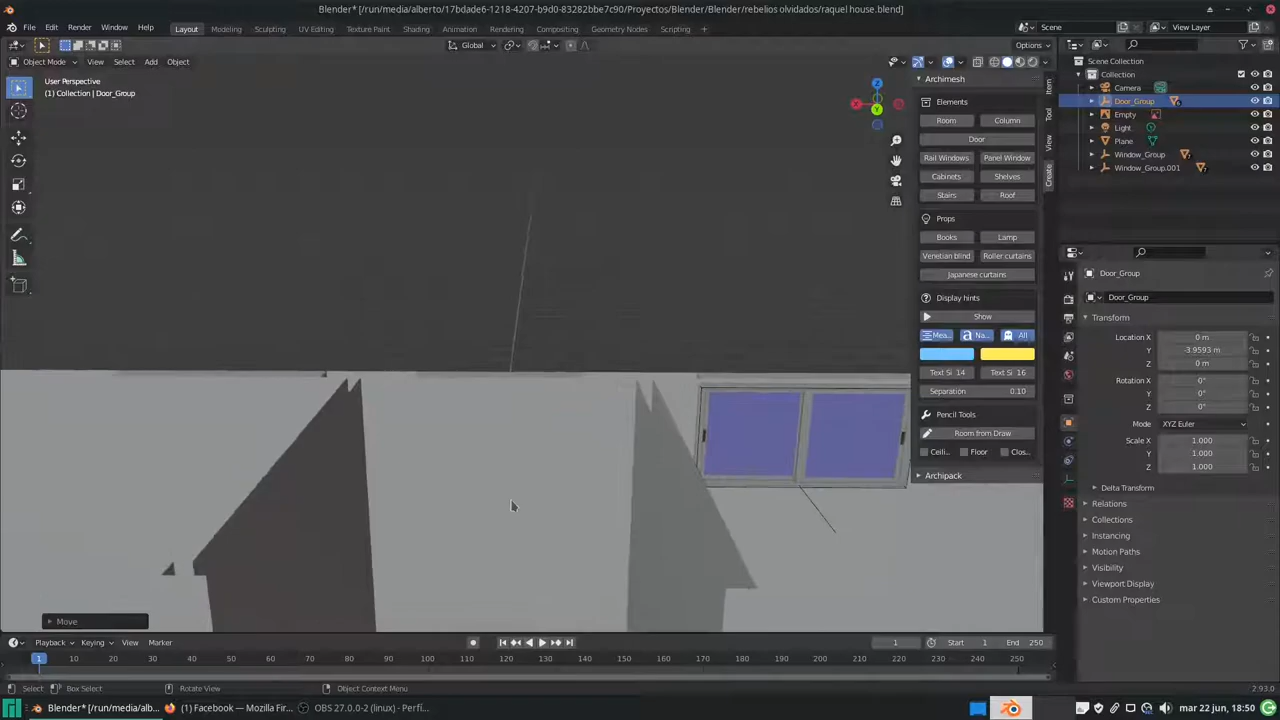 Blender* [/run/media/alberto/17bdade6-1218-4207-b9d0-83282bbe7c90/Proyectos/Blender/Blender/rebelios olvidados/raquel house.blend]
File Edit Render Window Help Layout Modeling Sculpting UV Editing Texture Paint Shading Animation Rendering Compositing Geometry Nodes Scripting Scene View Layer
Global Options
Object Mode View Select Add Object
User Perspective
(1) Collection | Door_Group
Archimesh
Elements
Room Column
Door
Rail Windows Panel Window
Cabinets Shelves
Stairs Roof
Props
Books Lamp
Venetian blind Roller curtains
Japanese curtains
Display hints
Show
Mea... Na... All
Text Si 14 Text Si 16
Separation 0.10
Pencil Tools
Room from Draw
Ceili... Floor Clos...
Archipack
Item
Tool
View
Create
Scene Collection
Collection
Camera
Door_Group
Empty
Light
Plane
Window_Group
Window_Group.001
Door_Group
Door_Group
Transform
Location X 0 m
Y -3.9593 m
Z 0 m
Rotation X 0°
Y 0°
Z 0°
Mode XYZ Euler
Scale X 1.000
Y 1.000
Z 1.000
Delta Transform
Relations
Collections
Instancing
Motion Paths
Visibility
Viewport Display
Custom Properties
Move
Playback Keying View Marker 1 Start 1 End 250
1 10 20 30 40 50 60 70 80 90 100 110 120 130 140 150 160 170 180 190 200 210 220 230 240 250
Select Box Select Rotate View Object Context Menu 2.93.0
Blender* [/run/media/alb... (1) Facebook — Mozilla Fir... OBS 27.0.0-2 (linux) - Perfi... mar 22 jun, 18:50